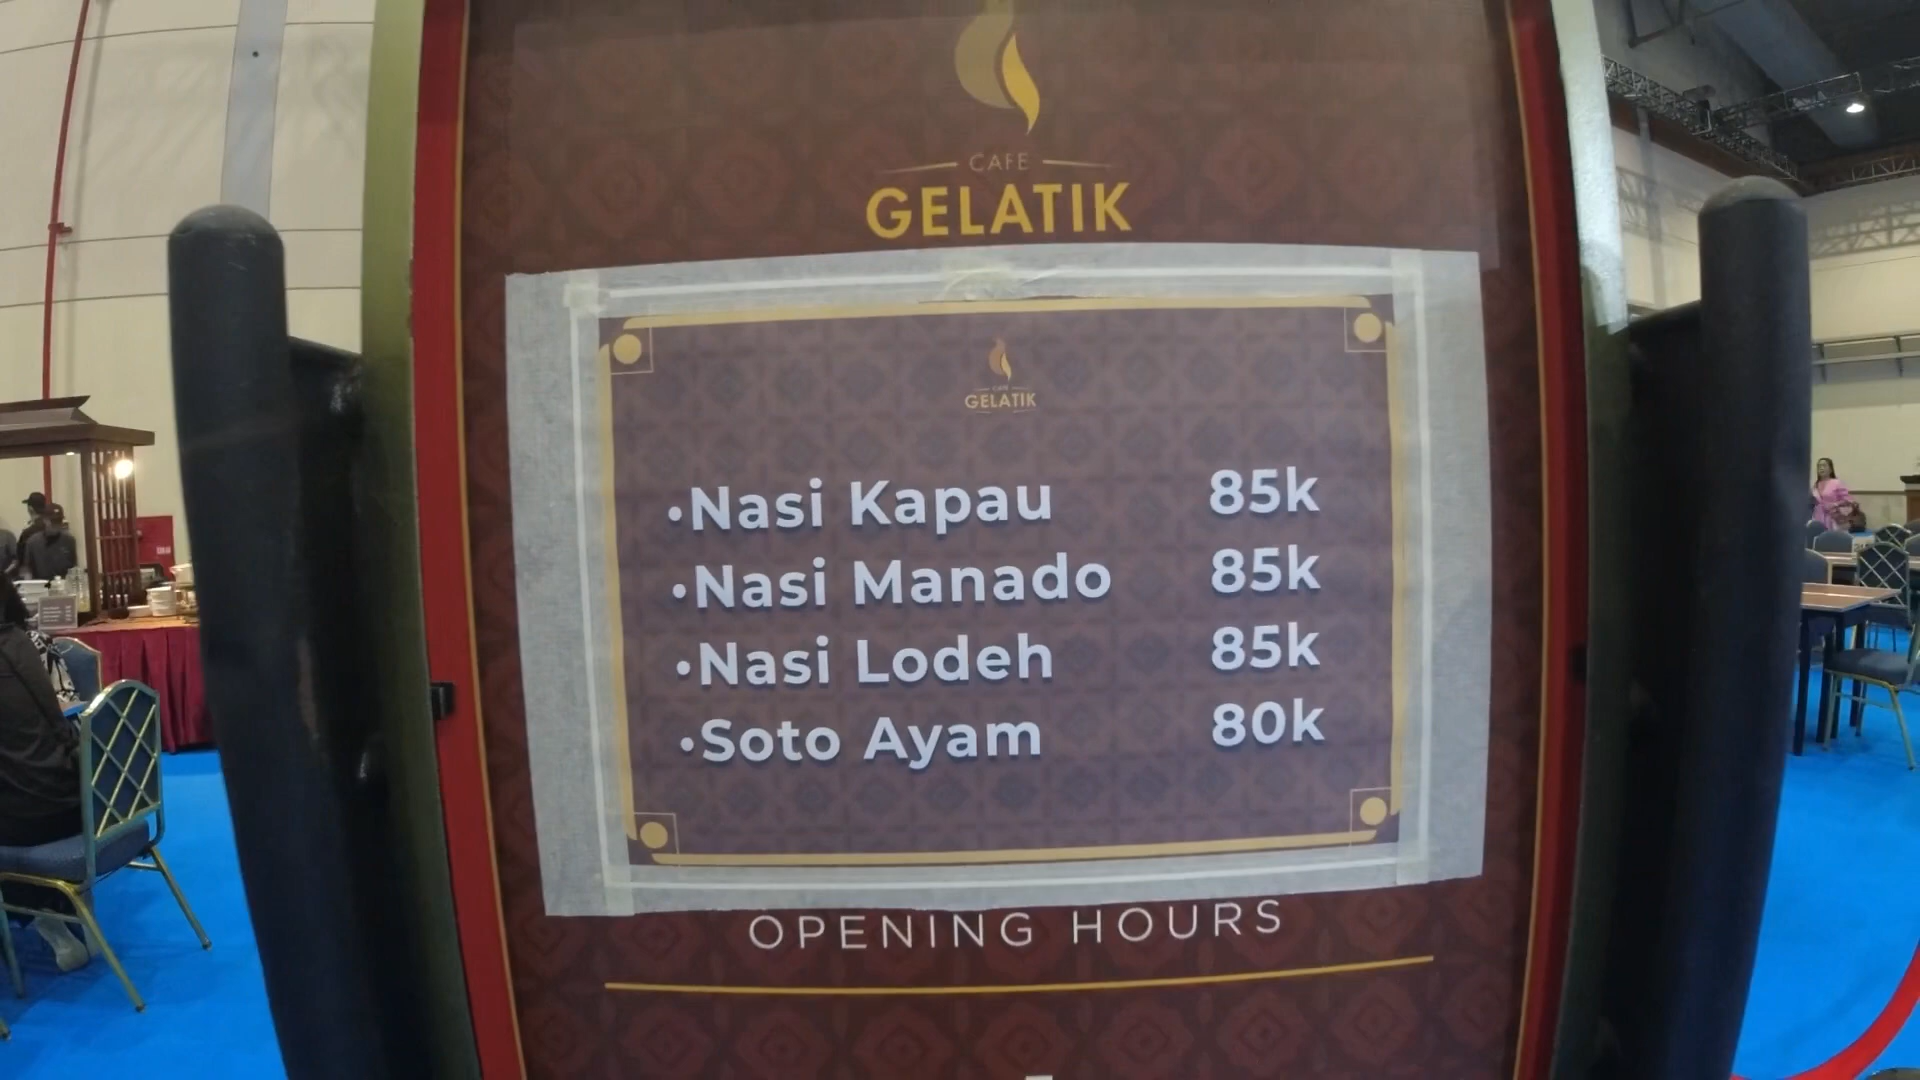 CAFE
GELATIK
CAFE
GELATIK
•Nasi Kapau 85k
•Nasi Manado 85k
•Nasi Lodeh 85k
•Soto Ayam 80k
OPENING HOURS